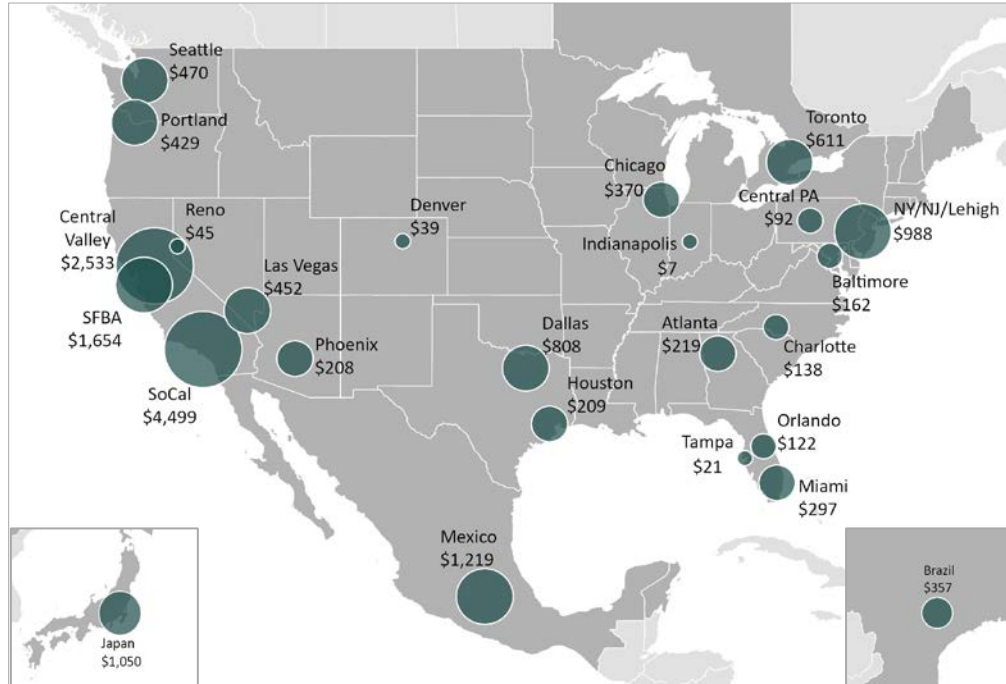 Seattle
$470
Portland
$429
Toronto
$611
Chicago
$370
Central PA
$92
NY/NJ/Lehigh
$988
Reno
$45
Denver
$39
Central
Valley
$2,533
Indianapolis
$7
Las Vegas
$452
Baltimore
$162
SFBA
$1,654
Dallas
$808
Atlanta
$219
Phoenix
$208
Charlotte
$138
SoCal
$4,499
Houston
$209
Orlando
$122
Tampa
$21
Miami
$297
Mexico
$1,219
Japan
$1,050
Brazil
$357